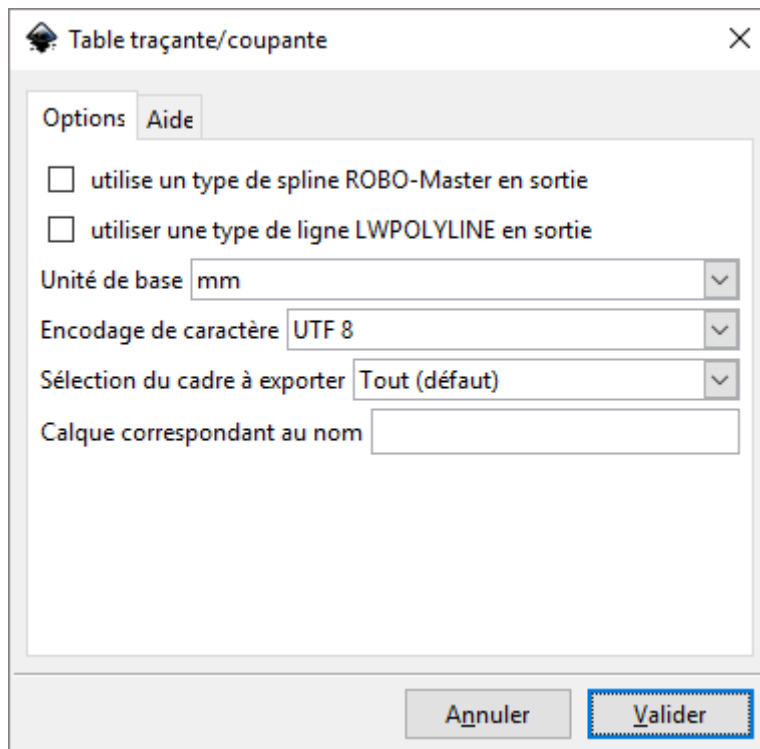 Table traçante/coupante
Options Aide
utilise un type de spline ROBO-Master en sortie
utiliser une type de ligne LWPOLYLINE en sortie
Unité de base mm
Encodage de caractère UTF 8
Sélection du cadre à exporter Tout (défaut)
Calque correspondant au nom
Annuler Valider